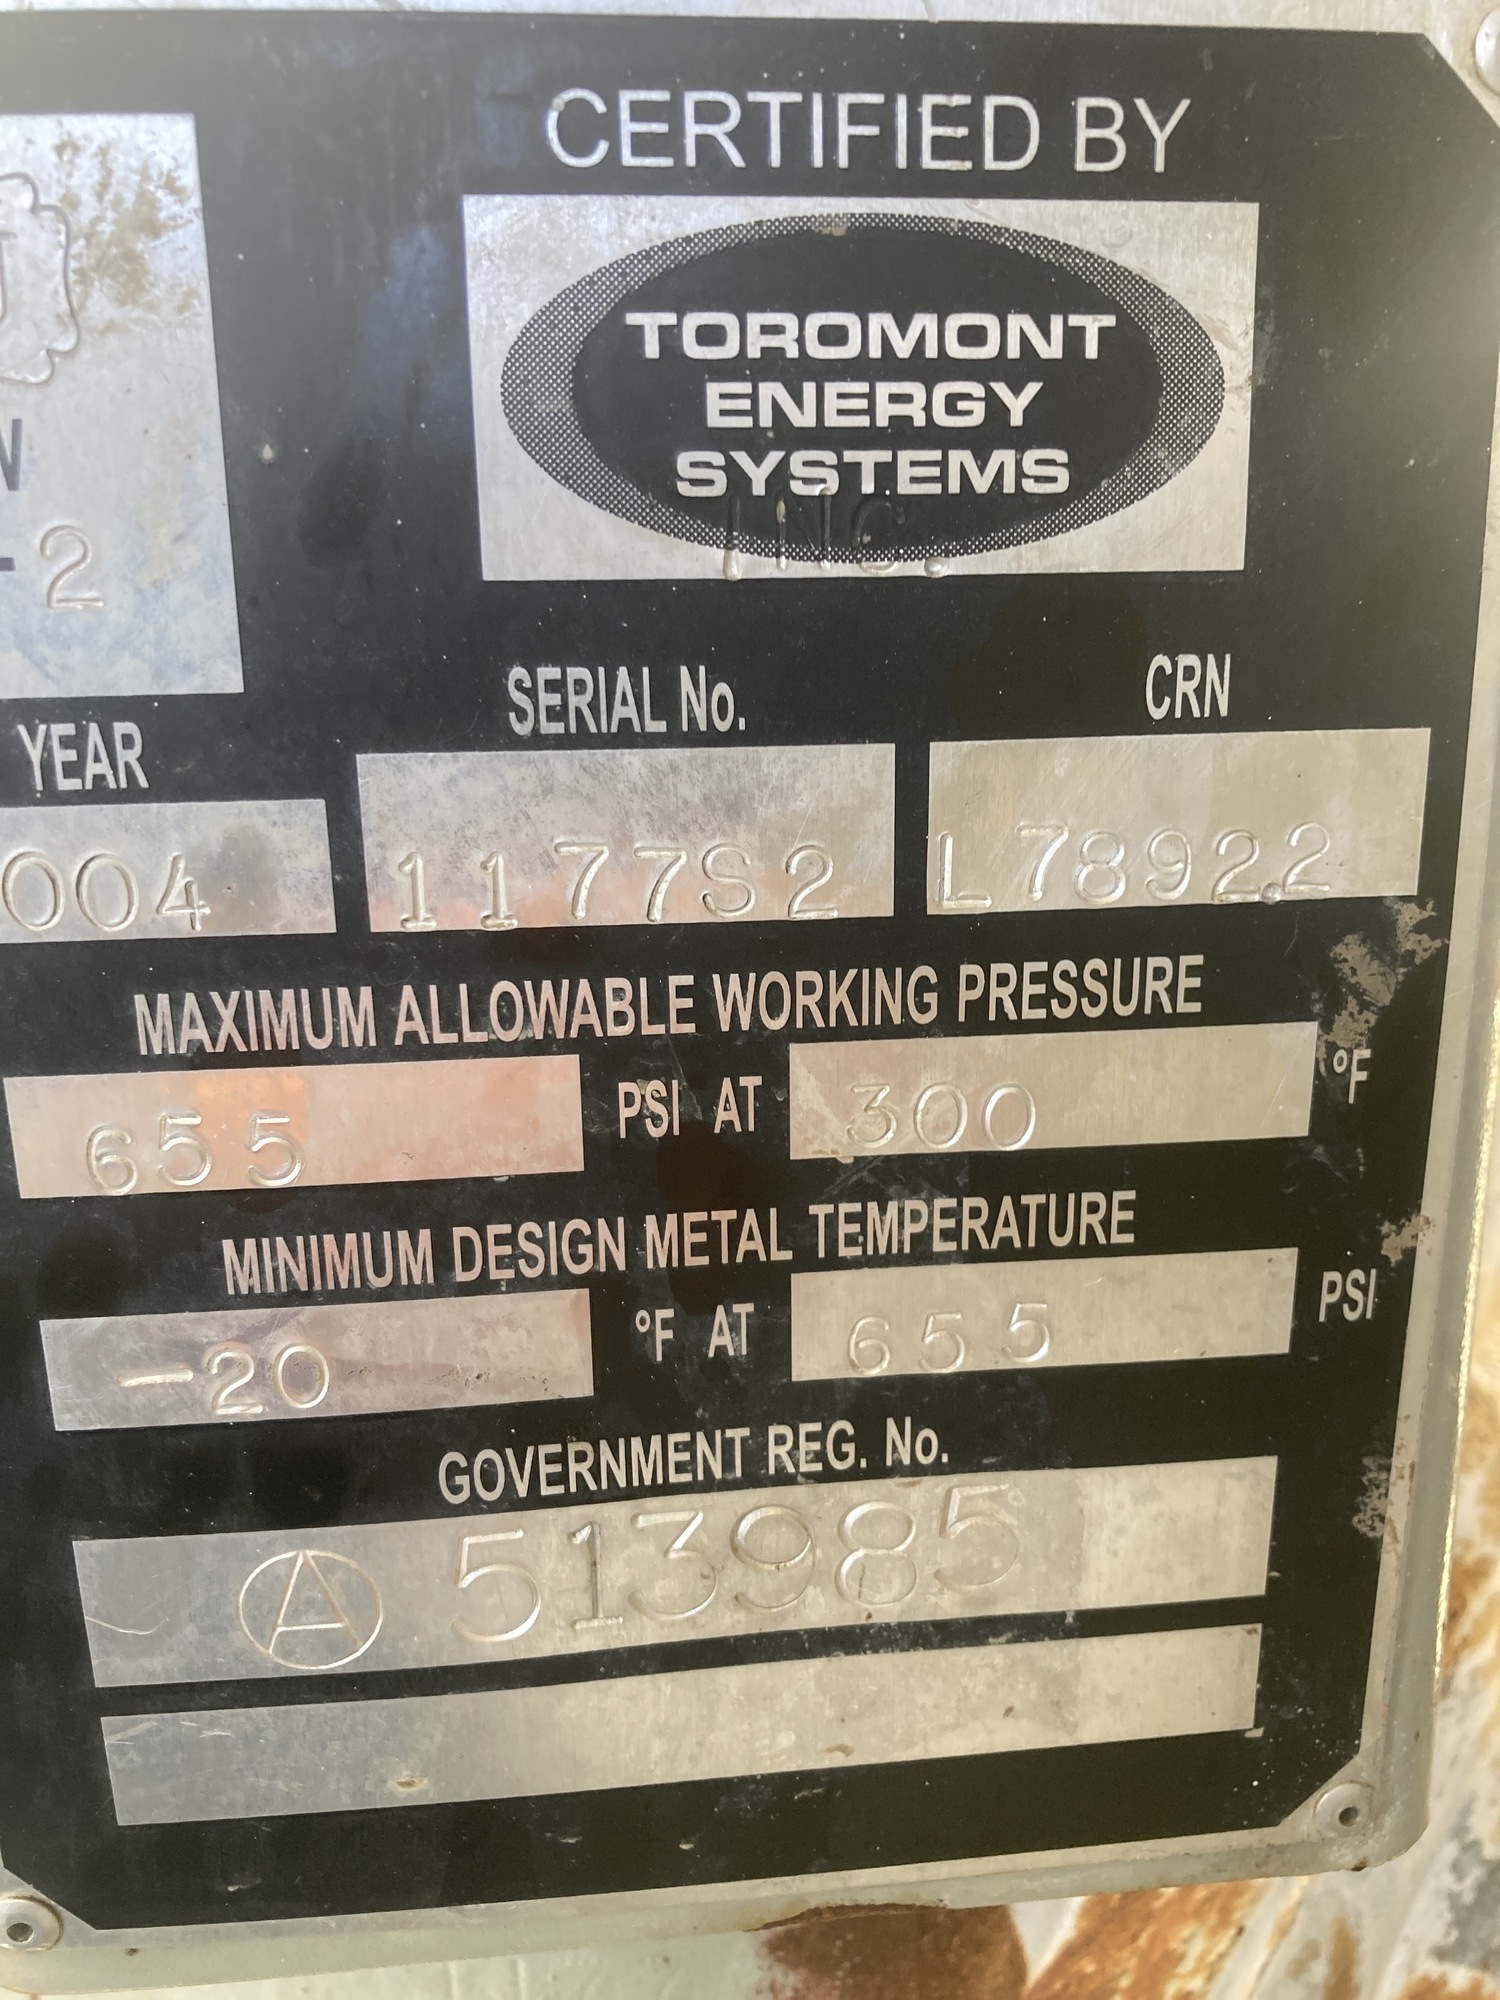 CERTIFIED BY
TOROMONT
ENERGY
SYSTEMS
INC.
W
-2
YEAR SERIAL No. CRN
004 1177S2 L7892.2
MAXIMUM ALLOWABLE WORKING PRESSURE
655 PSI AT 300 °F
MINIMUM DESIGN METAL TEMPERATURE
-20 °F AT 655 PSI
GOVERNMENT REG. No.
A 513985